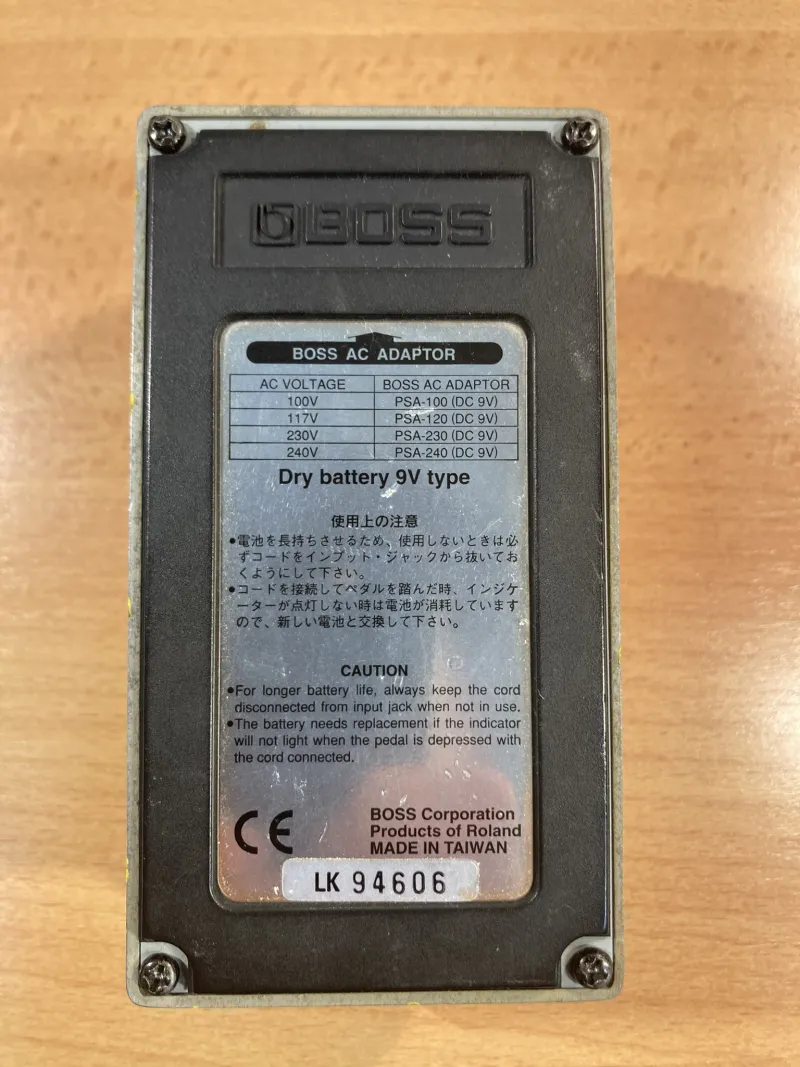 BOSS
BOSS AC ADAPTOR
AC VOLTAGE BOSS AC ADAPTOR
100V PSA-100 (DC 9V)
117V PSA-120 (DC 9V)
230V PSA-230 (DC 9V)
240V PSA-240 (DC 9V)
Dry battery 9V type
使用上の注意
●電池を長持ちさせるため、使用しないときは必
ずコードをインプット・ジャックから抜いてお
くようにして下さい。
●コードを接続してペダルを踏んだ時、インジケ
ーターが点灯しない時は電池が消耗しています
ので、新しい電池と交換して下さい。
CAUTION
●For longer battery life, always keep the cord
disconnected from input jack when not in use.
●The battery needs replacement if the indicator
will not light when the pedal is depressed with
the cord connected.
CE
BOSS Corporation
Products of Roland
MADE IN TAIWAN
LK 94606